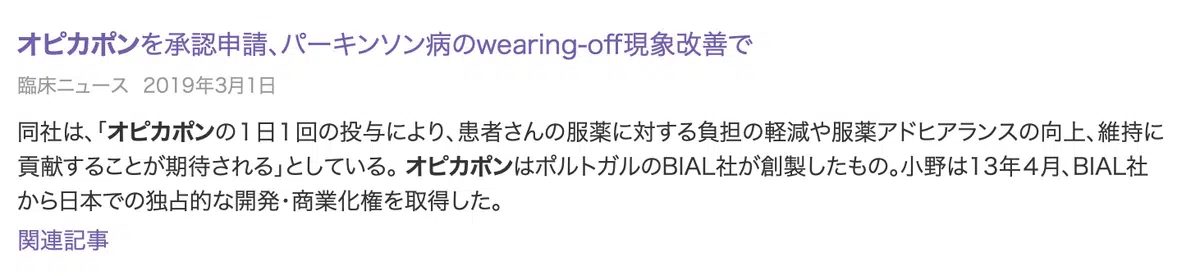 オピカポンを承認申請、パーキンソン病のwearing-off現象改善で
臨床ニュース 2019年3月1日
同社は、「オピカポンの1日1回の投与により、患者さんの服薬に対する負担の軽減や服薬アドヒアランスの向上、維持に
貢献することが期待される」としている。 オピカポンはポルトガルのBIAL社が創製したもの。小野は13年4月、BIAL社
から日本での独占的な開発・商業化権を取得した。
関連記事